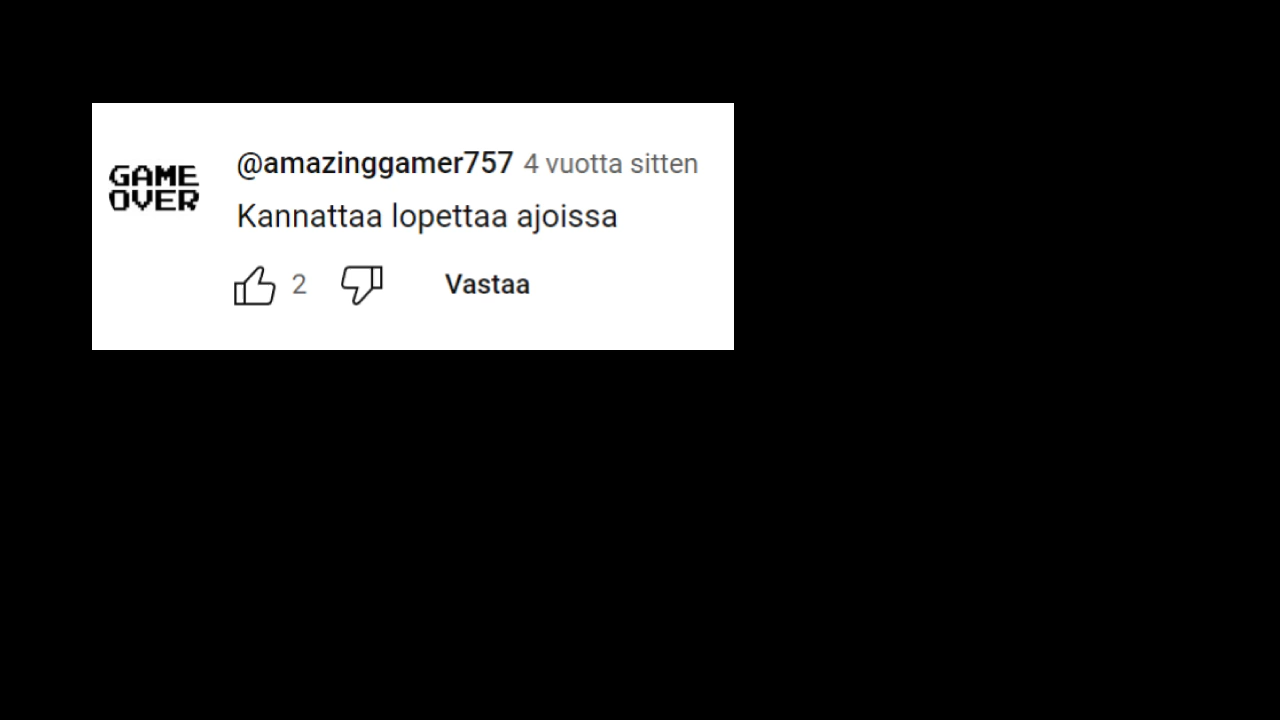 GAME
OVER
@amazinggamer757 4 vuotta sitten
Kannattaa lopettaa ajoissa
2 Vastaa